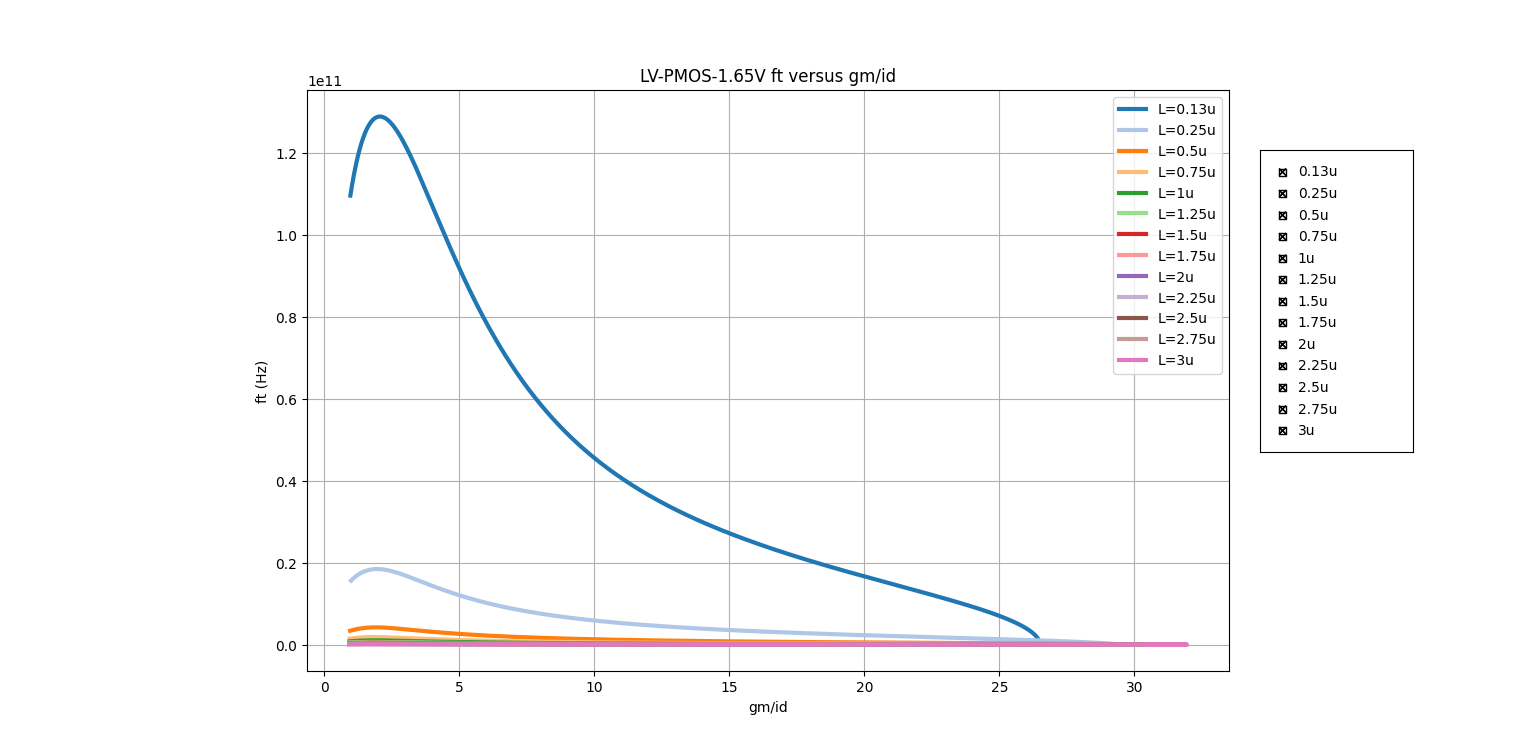 LV-PMOS-1.65V ft versus gm/id
1e11
1.2
1.0
0.8
0.6
0.4
0.2
0.0
ft (Hz)
0 5 10 15 20 25 30
gm/id
L=0.13u
L=0.25u
L=0.5u
L=0.75u
L=1u
L=1.25u
L=1.5u
L=1.75u
L=2u
L=2.25u
L=2.5u
L=2.75u
L=3u
0.13u
0.25u
0.5u
0.75u
1u
1.25u
1.5u
1.75u
2u
2.25u
2.5u
2.75u
3u